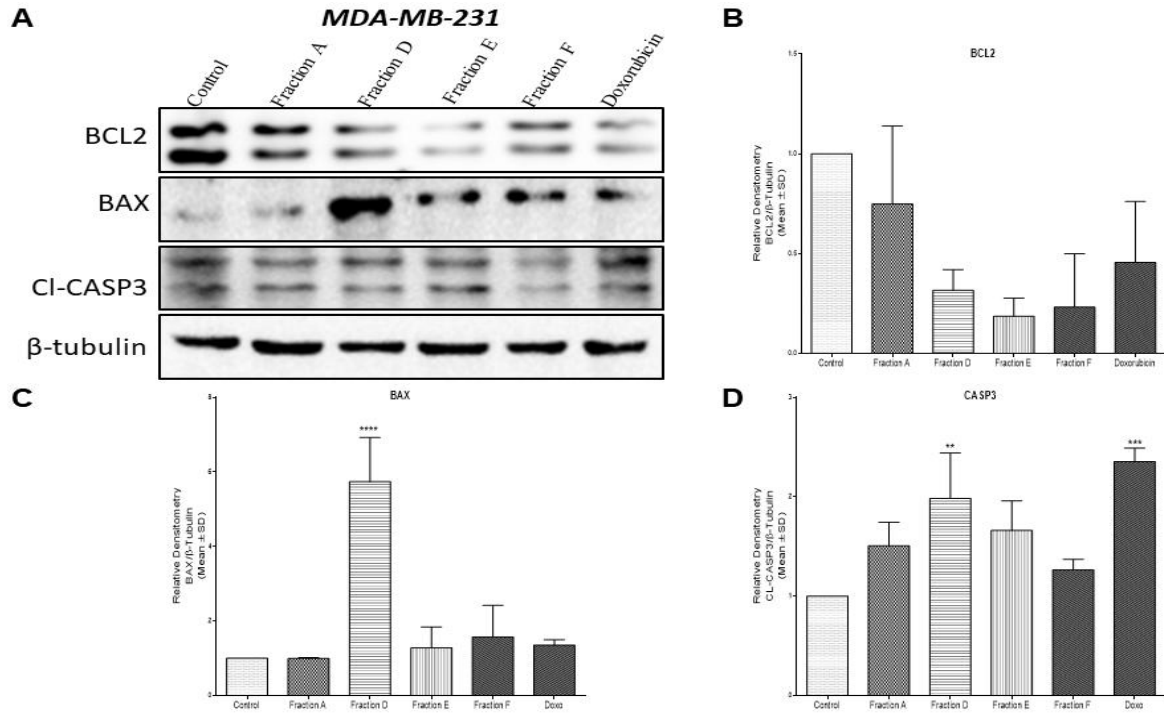 A
MDA-MB-231
Control
Fraction A
Fraction D
Fraction E
Fraction F
Doxorubicin
BCL2
BAX
Cl-CASP3
β-tubulin
B
BCL2
Relative Densitometry
BCL2/β-Tubulin
(Mean ±SD)
1.5
1.0
0.5
0.0
Control Fraction A Fraction D Fraction E Fraction F Doxorubicin
C
BAX
Relative Densitometry
BAX/β-Tubulin
(Mean ±SD)
8
6
4
2
0
****
Control Fraction A Fraction D Fraction E Fraction F Doxo
D
CASP3
Relative Densitometry
CL-CASP3/β-Tubulin
(Mean ±SD)
3
2
1
0
**
***
Control Fraction A Fraction D Fraction E Fraction F Doxo